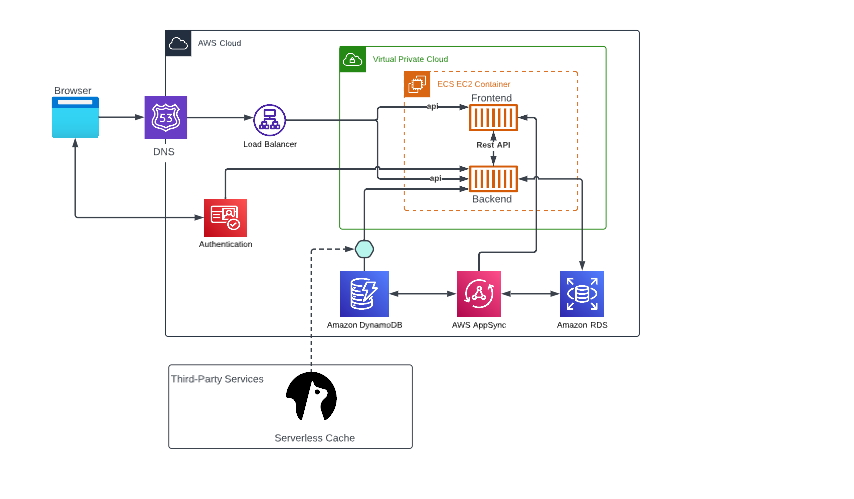 AWS Cloud
Virtual Private Cloud
ECS EC2 Container
Browser
Frontend
api
53
Load Balancer
Rest API
DNS
api
Backend
Authentication
Amazon DynamoDB
AWS AppSync
Amazon RDS
Third-Party Services
Serverless Cache